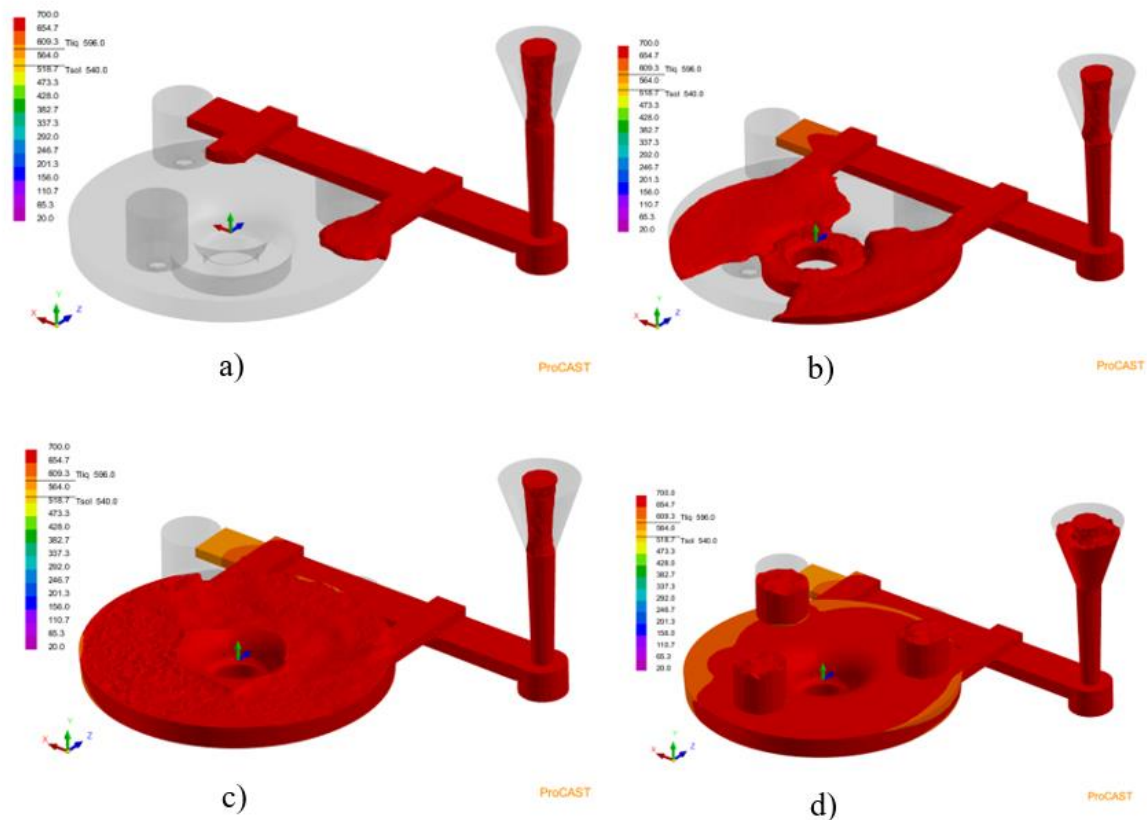 700.0
654.7
609.3 Tliq 596.0
564.0
518.7 Tsol 540.0
473.3
428.0
382.7
337.3
292.0
246.7
201.3
156.0
110.7
65.3
20.0
Y
X Z
a)
ProCAST
700.0
654.7
609.3 Tliq 596.0
564.0
518.7 Tsol 540.0
473.3
428.0
382.7
337.3
292.0
246.7
201.3
156.0
110.7
65.3
20.0
Y
X Z
b)
ProCAST
700.0
654.7
609.3 Tliq 596.0
564.0
518.7 Tsol 540.0
473.3
428.0
382.7
337.3
292.0
246.7
201.3
156.0
110.7
65.3
20.0
Y
X Z
c)
ProCAST
700.0
654.7
609.3 Tliq 596.0
564.0
518.7 Tsol 540.0
473.3
428.0
382.7
337.3
292.0
246.7
201.3
156.0
110.7
65.3
20.0
Y
X Z
d)
ProCAST